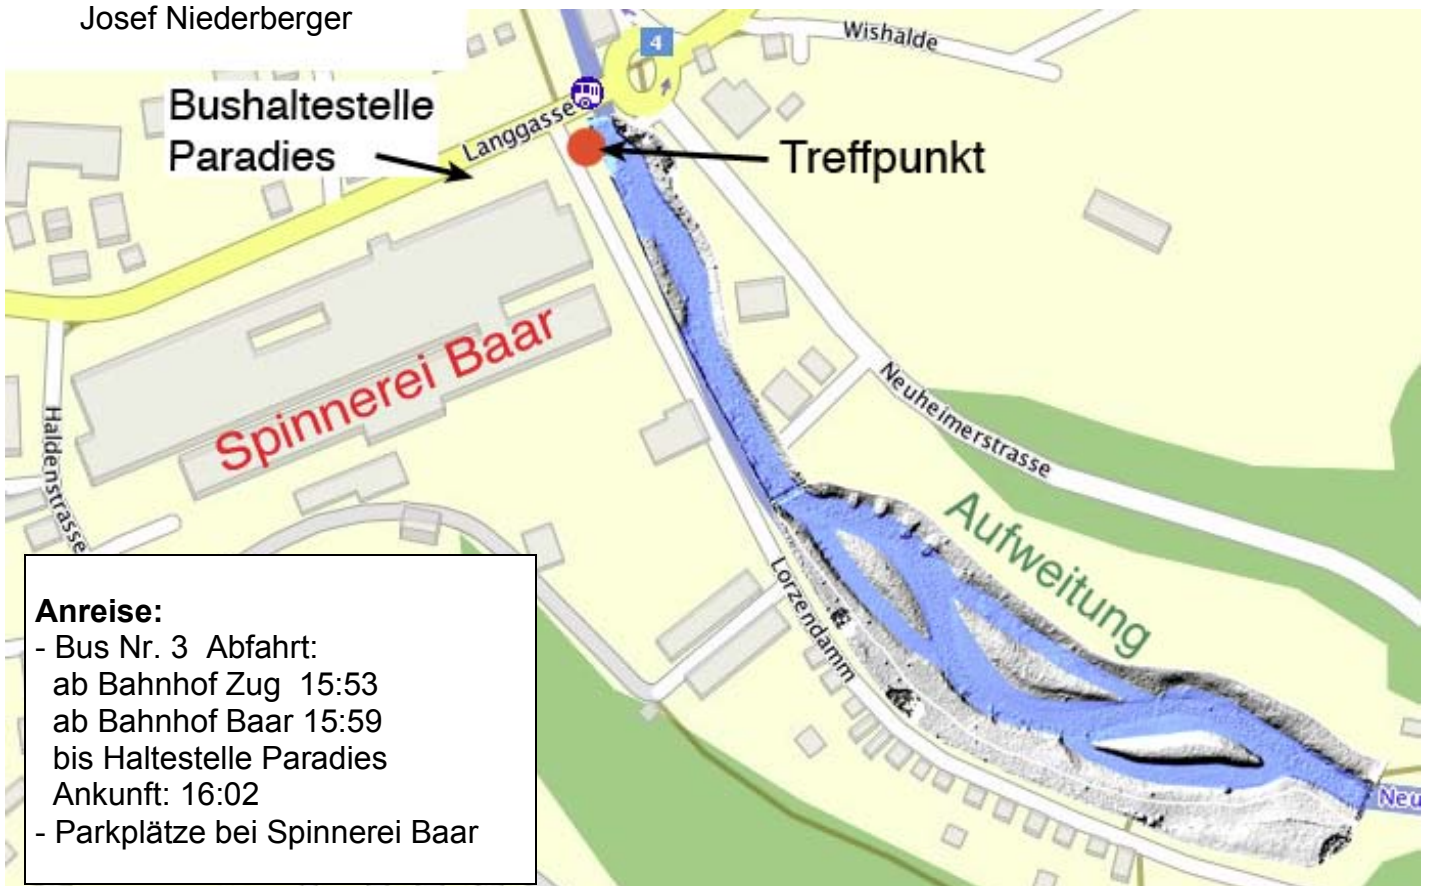 Josef Niederberger
4
Wishalde
Bushaltestelle
Paradies
Langgasse
Treffpunkt
Spinnerei Baar
Neuheimerstrasse
Haldenstrasse
Aufweitung
Lorzendamm
Neu
Anreise:
- Bus Nr. 3 Abfahrt:
ab Bahnhof Zug 15:53
ab Bahnhof Baar 15:59
bis Haltestelle Paradies
Ankunft: 16:02
- Parkplätze bei Spinnerei Baar